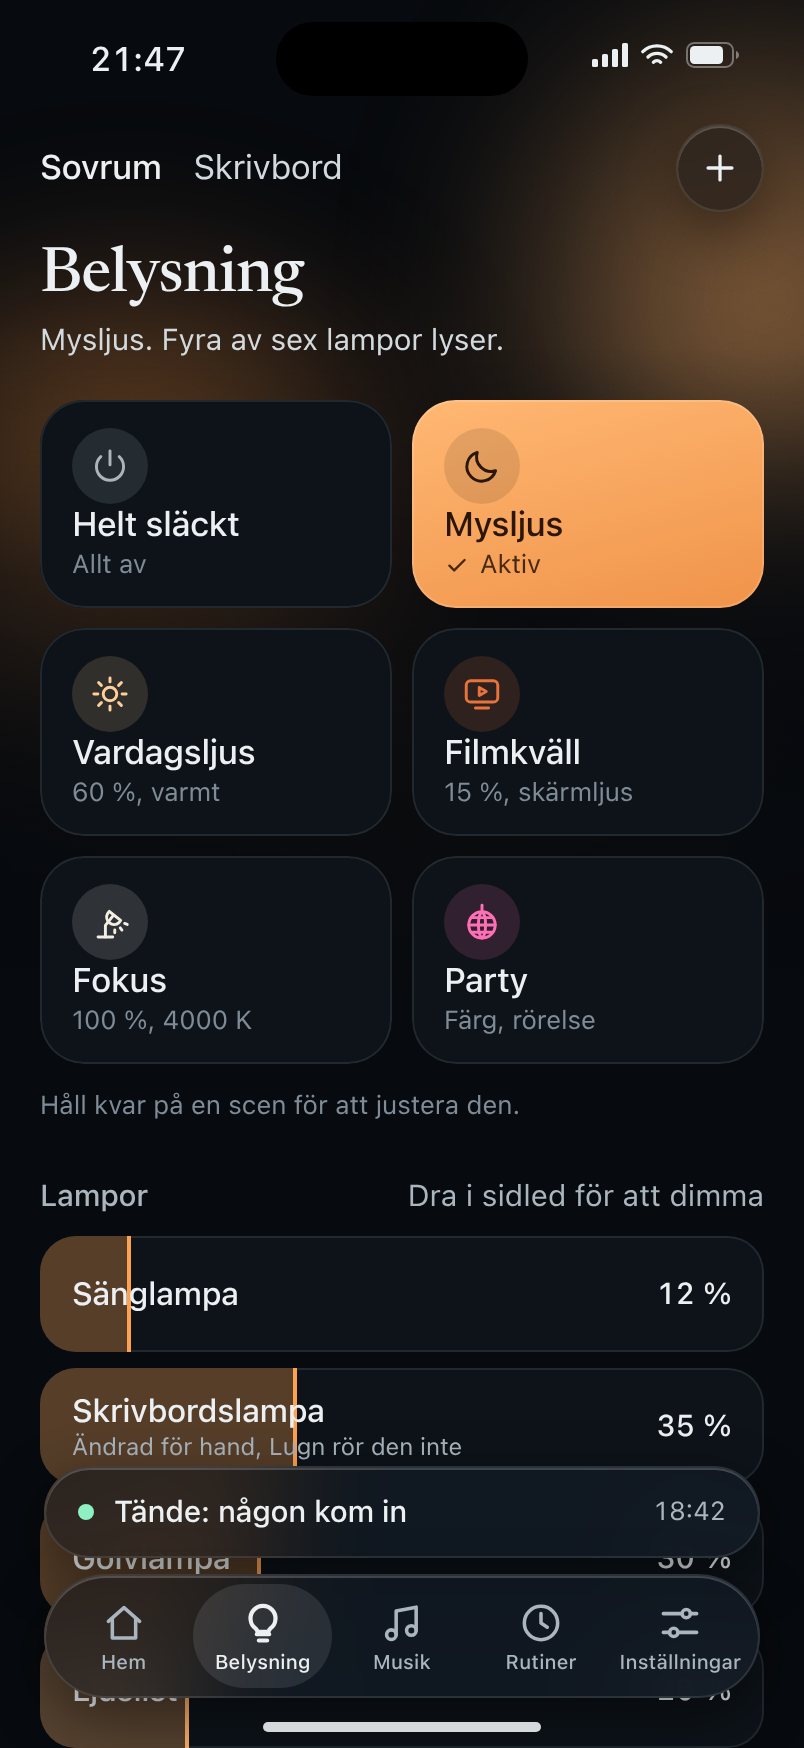 21:47
Sovrum Skrivbord
Belysning
Mysljus. Fyra av sex lampor lyser.
Helt släckt
Allt av
Mysljus
Aktiv
Vardagsljus
60 %, varmt
Filmkväll
15 %, skärmljus
Fokus
100 %, 4000 K
Party
Färg, rörelse
Håll kvar på en scen för att justera den.
Lampor Dra i sidled för att dimma
Sänglampa 12 %
Skrivbordslampa 35 %
Ändrad för hand, Lugn rör den inte
Tände: någon kom in 18:42
Golvlampa 30 %
Hem Belysning Musik Rutiner Inställningar